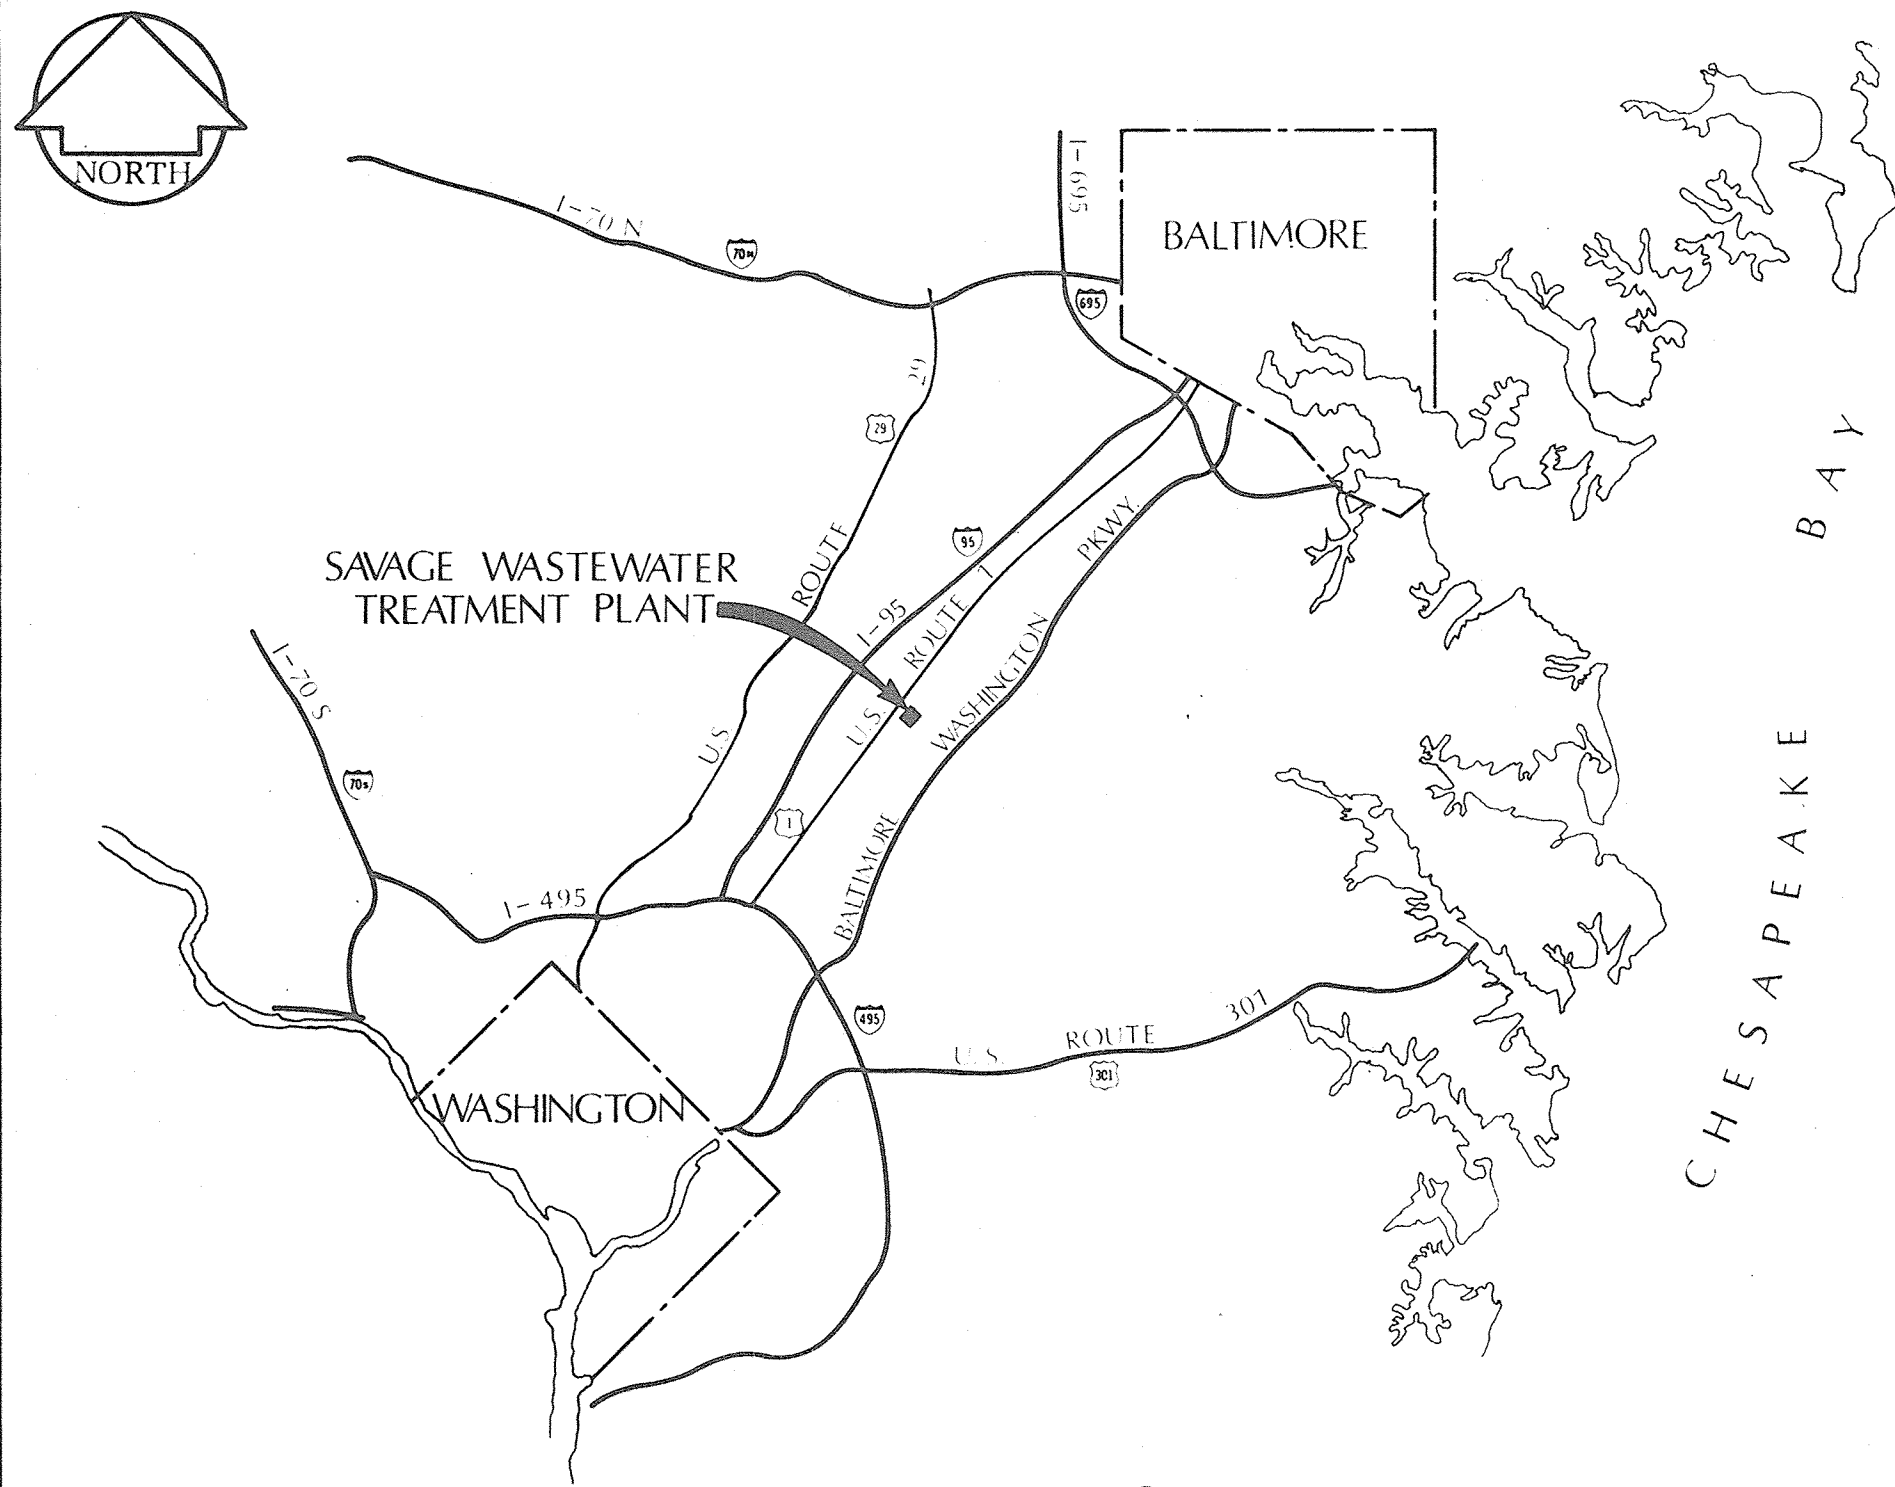 NORTH
I-70 N
70N
I-695
BALTIMORE
695
29
29
ROUTE
U.S.
SAVAGE WASTEWATER
TREATMENT PLANT
95
I-95
U.S. ROUTE 1
1
BALTIMORE WASHINGTON PKWY.
I-70 S
70S
I-495
495
WASHINGTON
U.S. ROUTE 301
301
CHESAPEAKE BAY